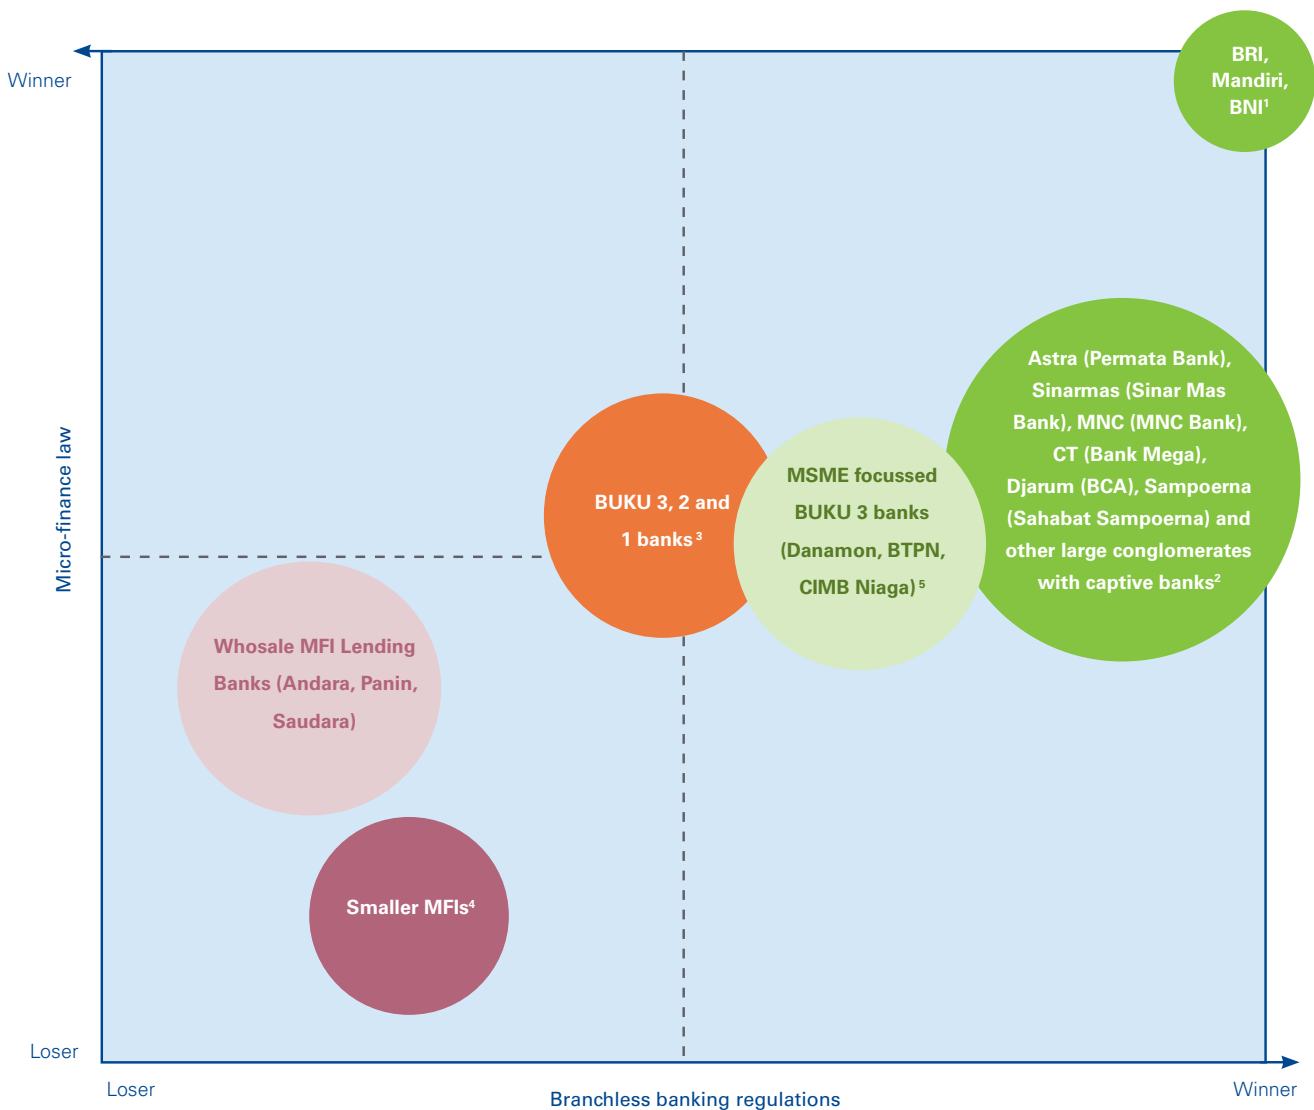 Winner
BRI,
Mandiri,
BNI¹
Astra (Permata Bank),
Sinarmas (Sinar Mas
Bank), MNC (MNC Bank),
CT (Bank Mega),
Djarum (BCA), Sampoerna
(Sahabat Sampoerna) and
other large conglomerates
with captive banks²
MSME focussed
BUKU 3 banks
(Danamon, BTPN,
CIMB Niaga)⁵
BUKU 3, 2 and
1 banks³
Micro-finance law
Whosale MFI Lending
Banks (Andara, Panin,
Saudara)
Smaller MFIs⁴
Loser
Loser
Branchless banking regulations
Winner